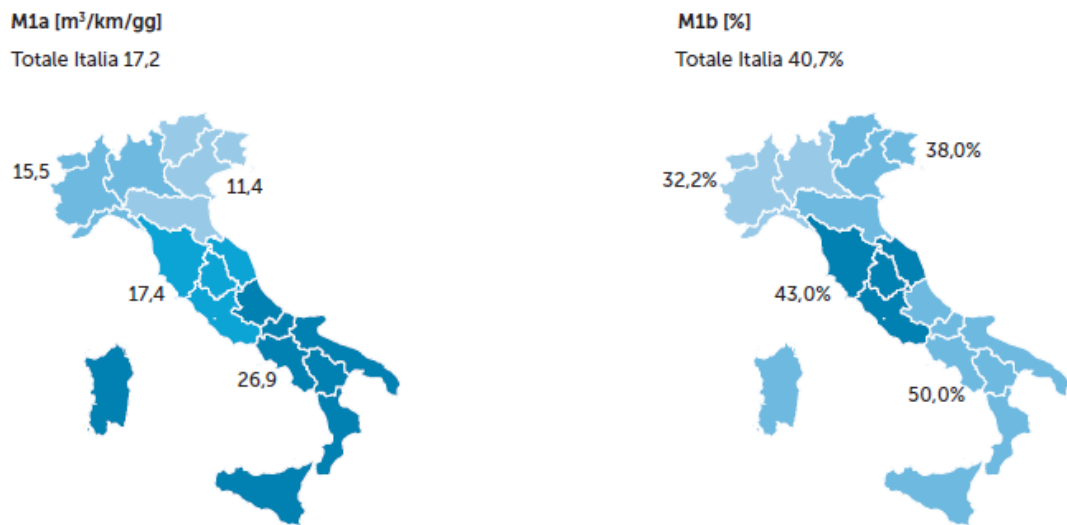 M1a [m³/km/gg]
Totale Italia 17,2
15,5
11,4
17,4
26,9
M1b [%]
Totale Italia 40,7%
32,2%
38,0%
43,0%
50,0%